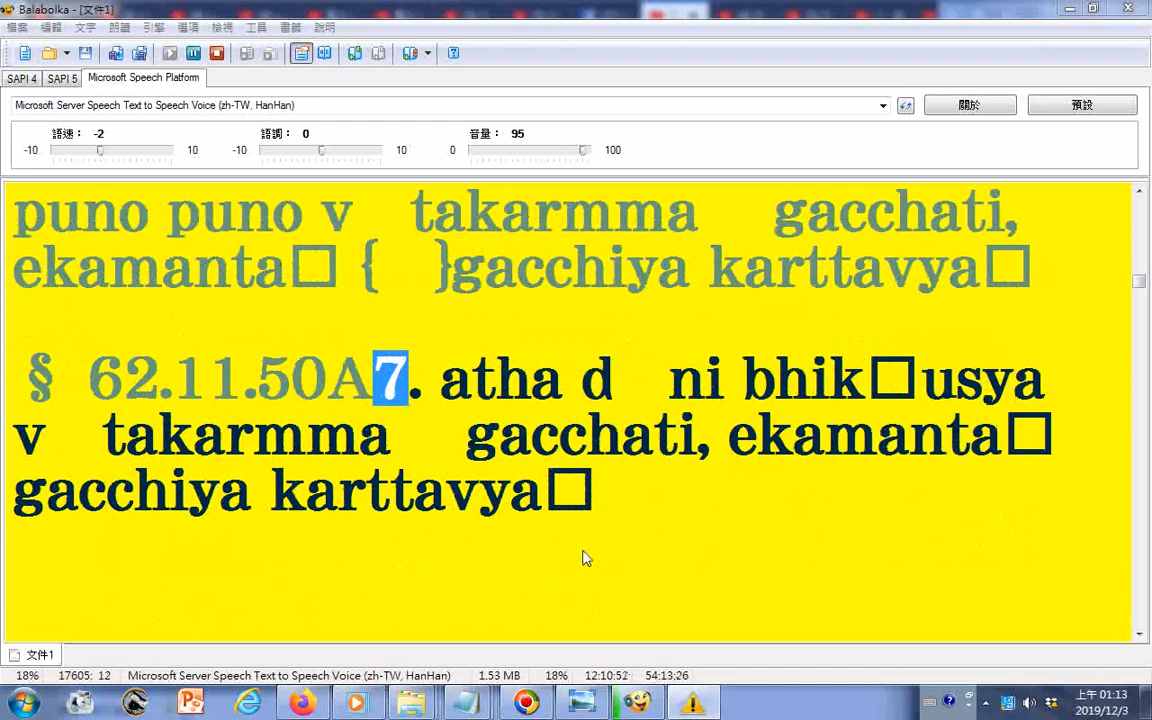 Balabolka - [文件1]
檔案 編輯 文字 朗讀 引擎 選項 檢視 工具 書籤 說明
SAPI 4 SAPI 5 Microsoft Speech Platform
Microsoft Server Speech Text to Speech Voice (zh-TW, HanHan) 關於 預設
語速： -2 語調： 0 音量： 95
-10 10 -10 10 0 100
puno puno v takarmma gacchati,
ekamanta□ { }gacchiya karttavya□
§ 62.11.50A7. atha d ni bhik□usya
v takarmma gacchati, ekamanta□
gacchiya karttavya□
文件1
18% 17605: 12 Microsoft Server Speech Text to Speech Voice (zh-TW, HanHan) 1.53 MB 18% 12:10:52 54:13;26
上午 01:13
2019/12/3